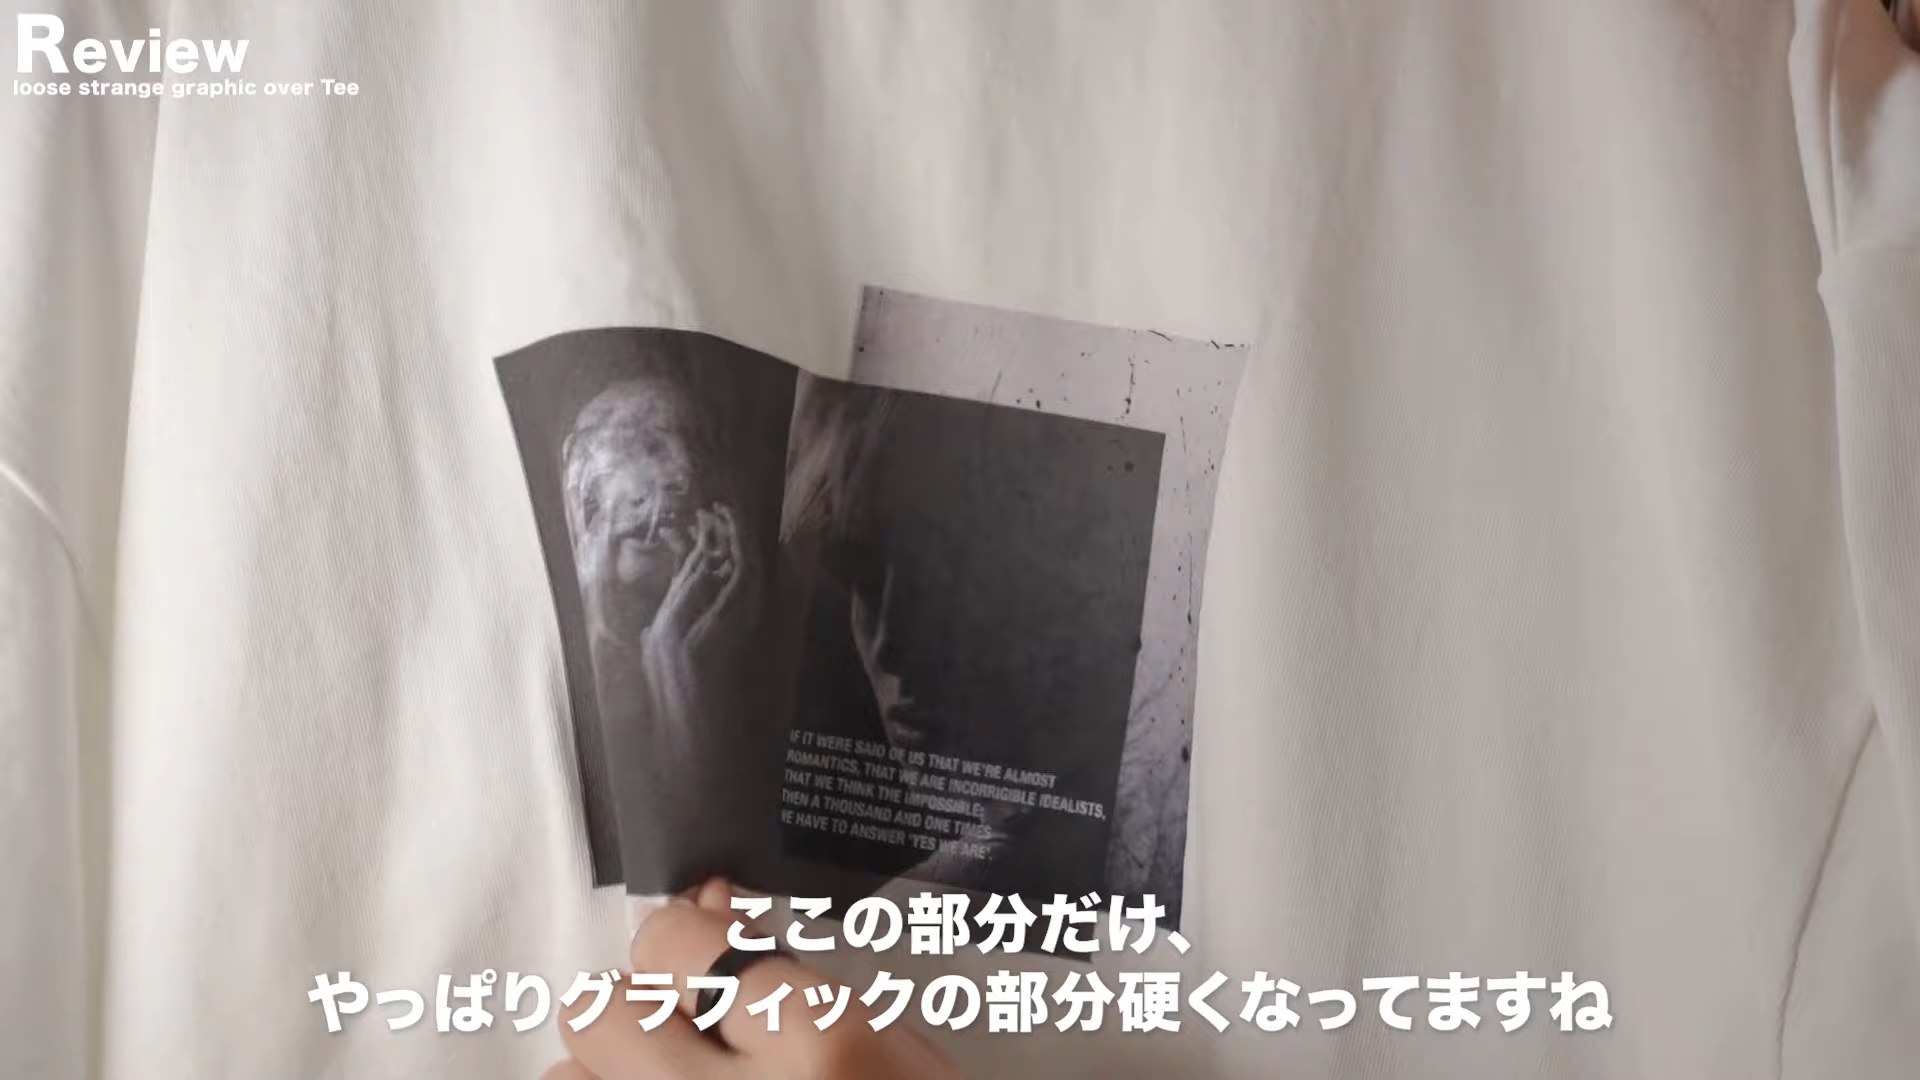 Review
loose strange graphic over Tee
IF IT WERE SAID OF US THAT WE'RE ALMOST
ROMANTICS, THAT WE ARE INCORRIGIBLE IDEALISTS,
THAT WE THINK THE IMPOSSIBLE;
THEN A THOUSAND AND ONE TIMES
WE HAVE TO ANSWER 'YES WE ARE'.
ここの部分だけ、
やっぱりグラフィックの部分硬くなってますね